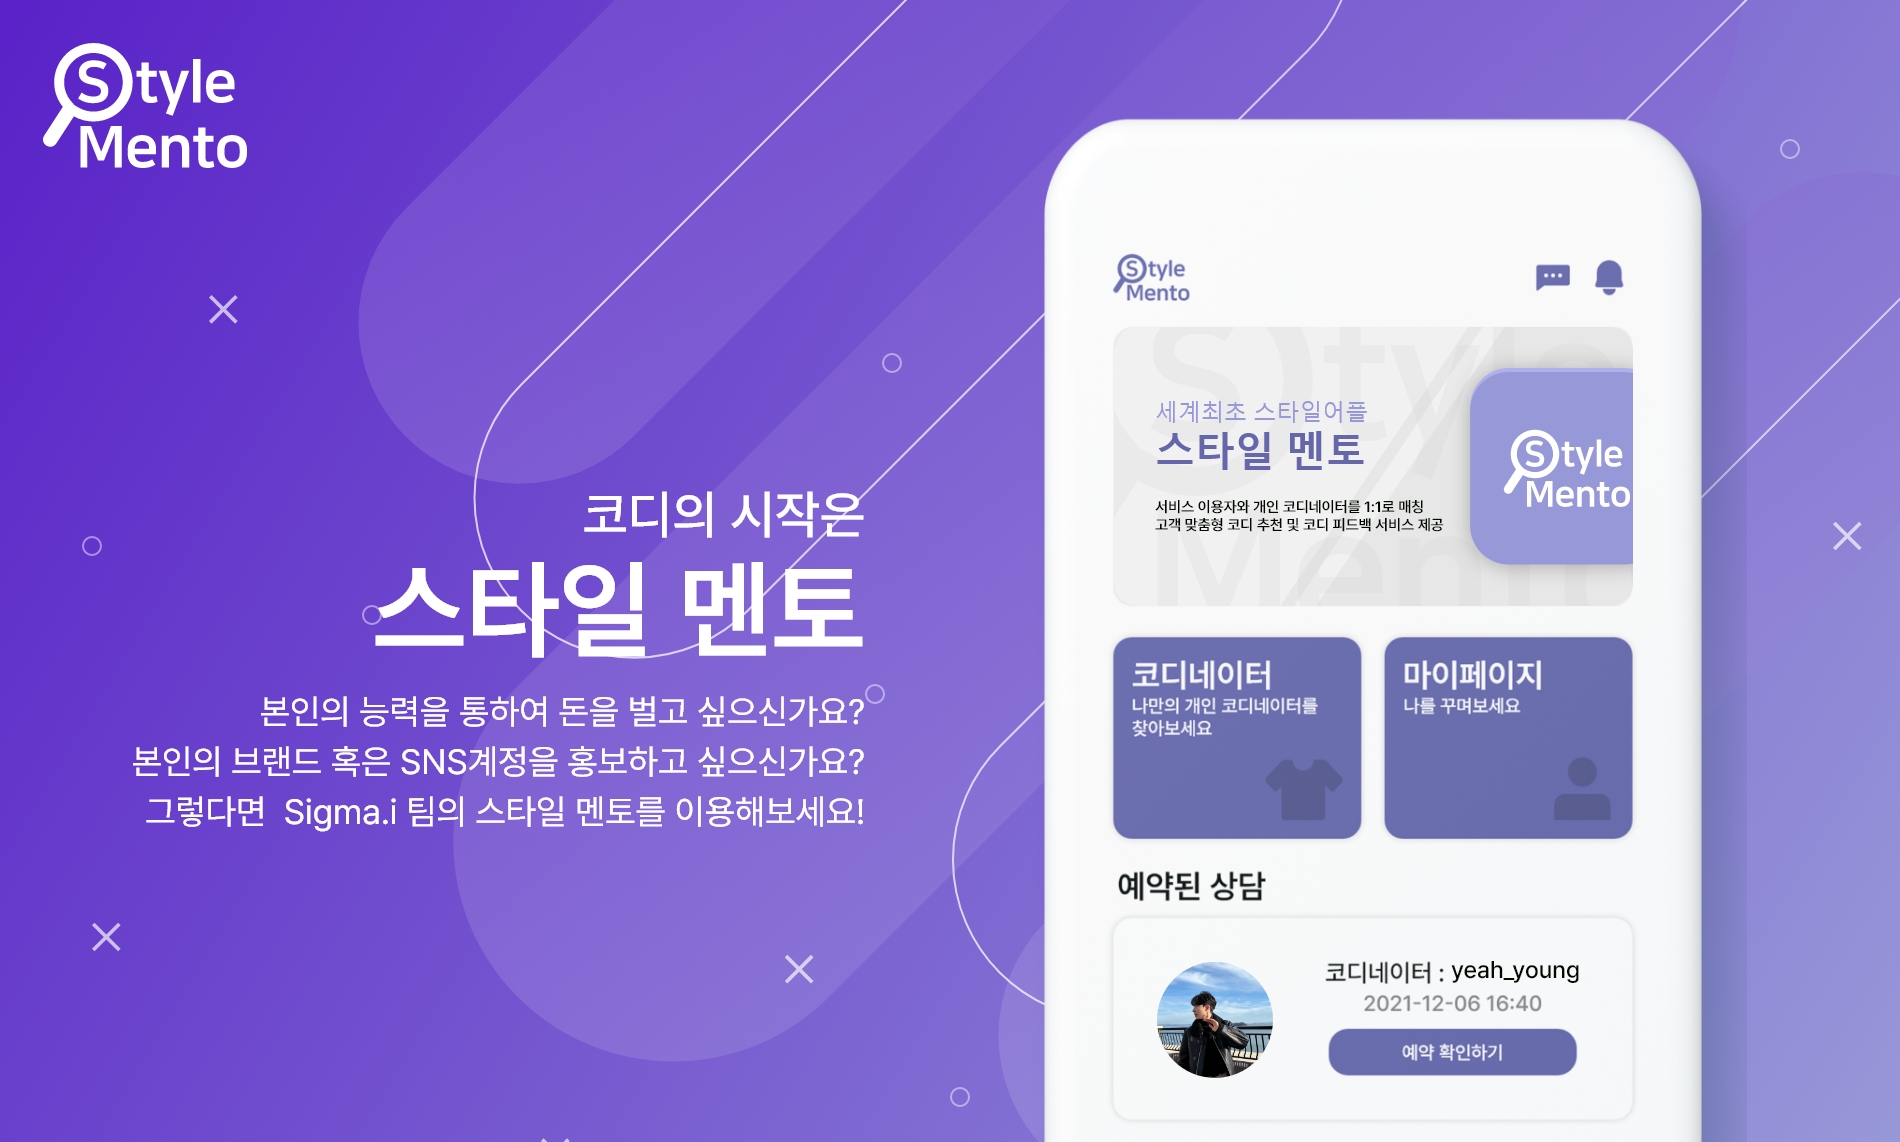 Style
Mento
코디의 시작은
스타일 멘토
본인의 능력을 통하여 돈을 벌고 싶으신가요?
본인의 브랜드 혹은 SNS계정을 홍보하고 싶으신가요?
그렇다면  Sigma.i 팀의 스타일 멘토를 이용해보세요!
Style
Mento
Style
Mento
세계최초 스타일어플
스타일 멘토
서비스 이용자와 개인 코디네이터를 1:1로 매칭
고객 맞춤형 코디 추천 및 코디 피드백 서비스 제공
Style
Mento
코디네이터
나만의 개인 코디네이터를
찾아보세요
마이페이지
나를 꾸며보세요
예약된 상담
코디네이터 : yeah_young
2021-12-06 16:40
예약 확인하기